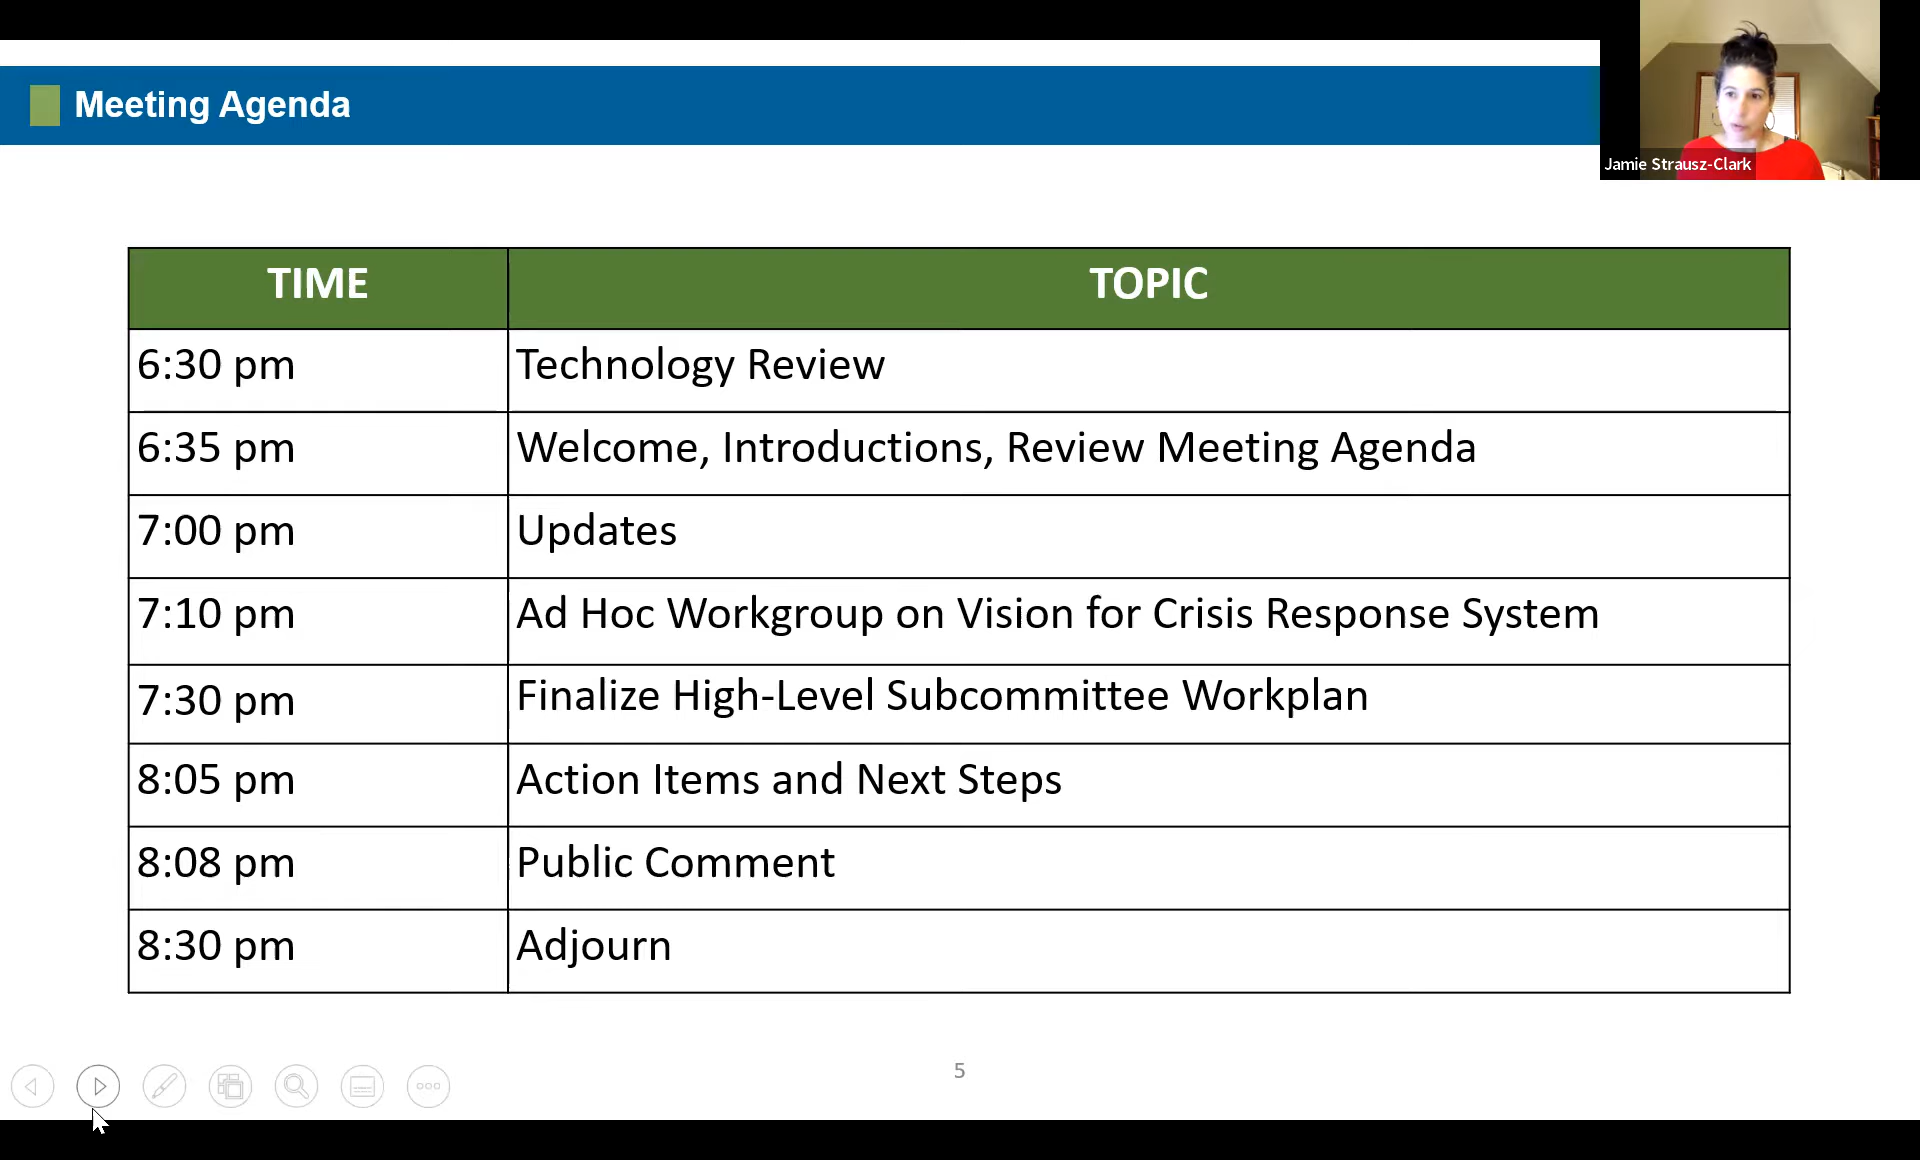 Meeting Agenda
Jamie Strausz-Clark
TIME TOPIC
6:30 pm Technology Review
6:35 pm Welcome, Introductions, Review Meeting Agenda
7:00 pm Updates
7:10 pm Ad Hoc Workgroup on Vision for Crisis Response System
7:30 pm Finalize High-Level Subcommittee Workplan
8:05 pm Action Items and Next Steps
8:08 pm Public Comment
8:30 pm Adjourn
5